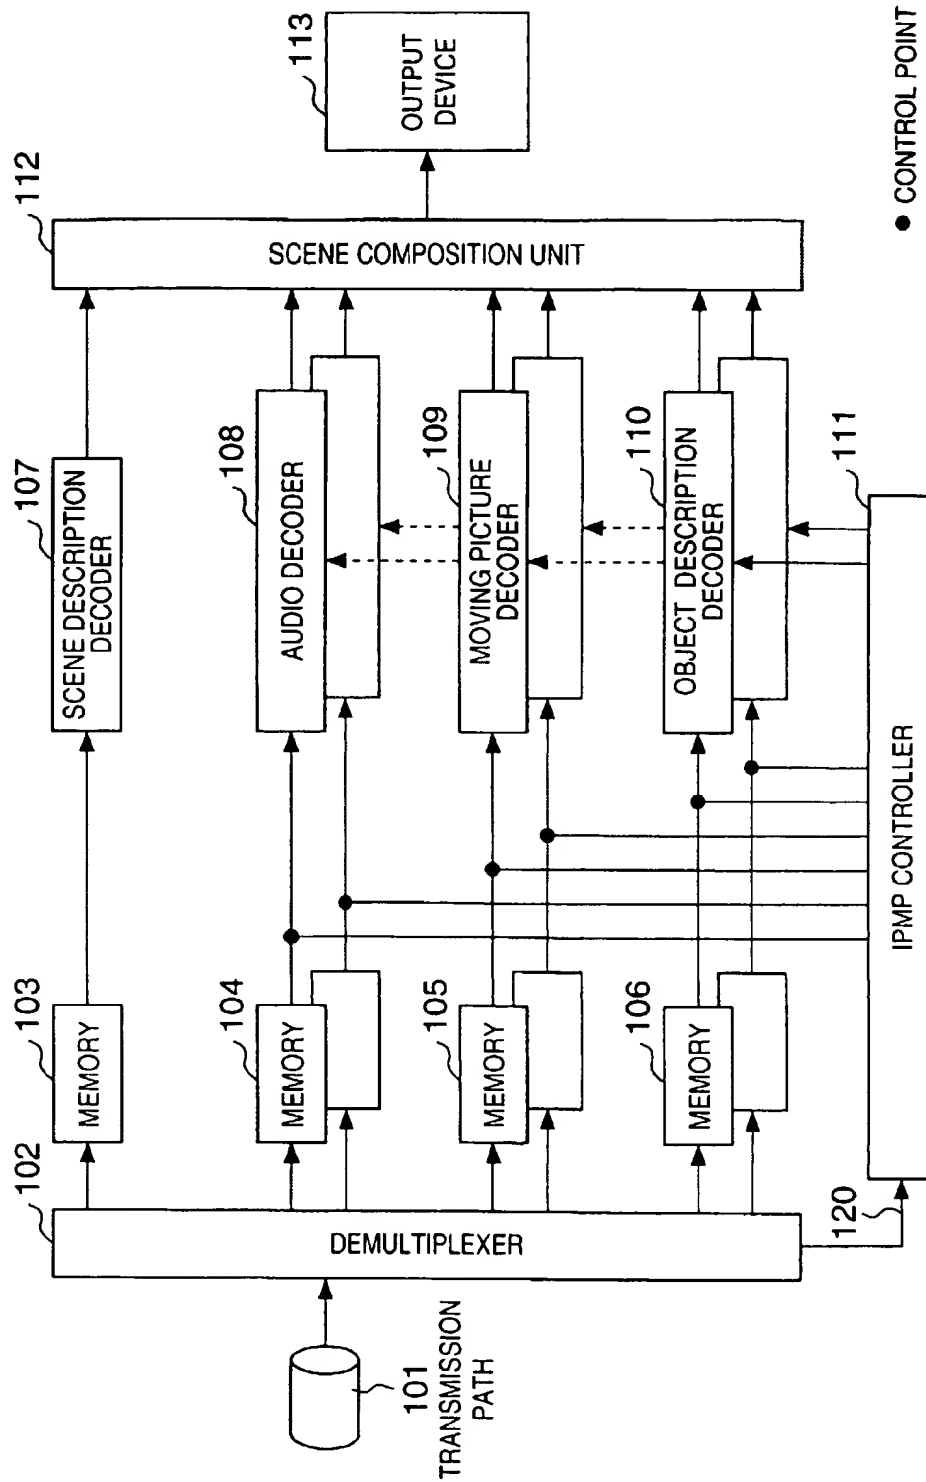 101
TRANSMISSION
PATH
102
DEMULTIPLEXER
120
103
MEMORY
104
MEMORY
105
MEMORY
106
MEMORY
107
SCENE DESCRIPTION
DECODER
108
AUDIO DECODER
109
MOVING PICTURE
DECODER
110
OBJECT DESCRIPTION
DECODER
111
IPMP CONTROLLER
112
SCENE COMPOSITION UNIT
113
OUTPUT
DEVICE
● CONTROL POINT